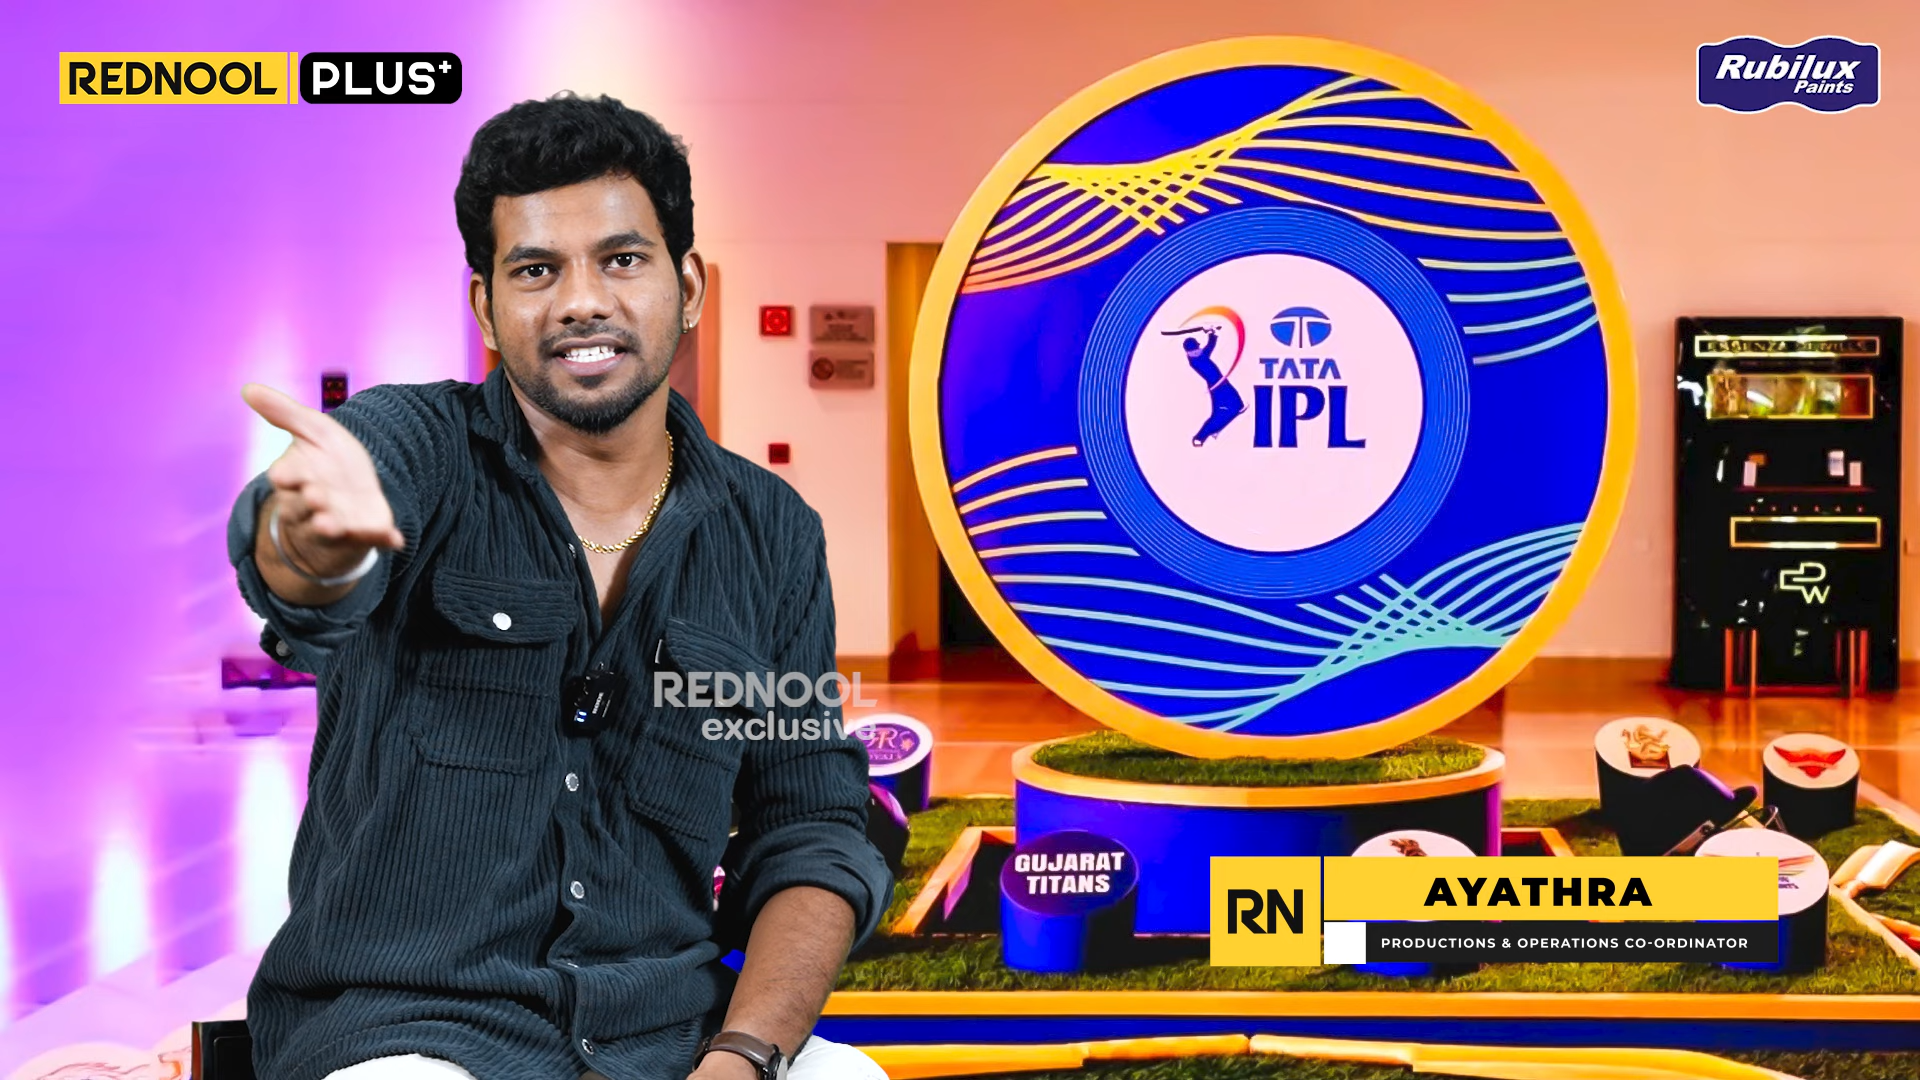 REDNOOL PLUS+
Rubilux
Paints
TATA
IPL
REDNOOL
exclusive
GUJARAT
TITANS
RN
AYATHRA
PRODUCTIONS & OPERATIONS CO-ORDINATOR